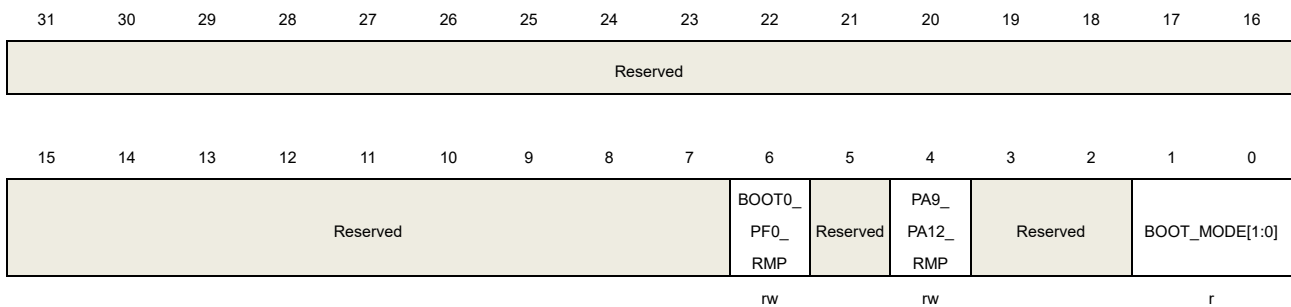 31 30 29 28 27 26 25 24 23 22 21 20 19 18 17 16
Reserved
15 14 13 12 11 10 9 8 7 6 5 4 3 2 1 0
Reserved BOOT0_ PF0_ RMP Reserved PA9_ PA12_ RMP Reserved BOOT_MODE[1:0]
rw rw r